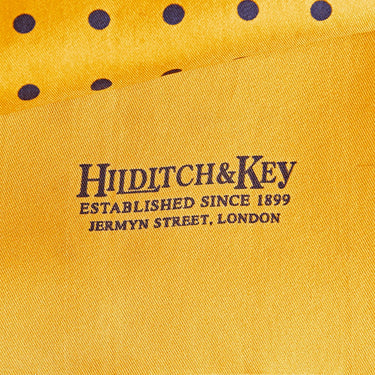 HILDITCH&KEY
ESTABLISHED SINCE 1899
JERMYN STREET, LONDON